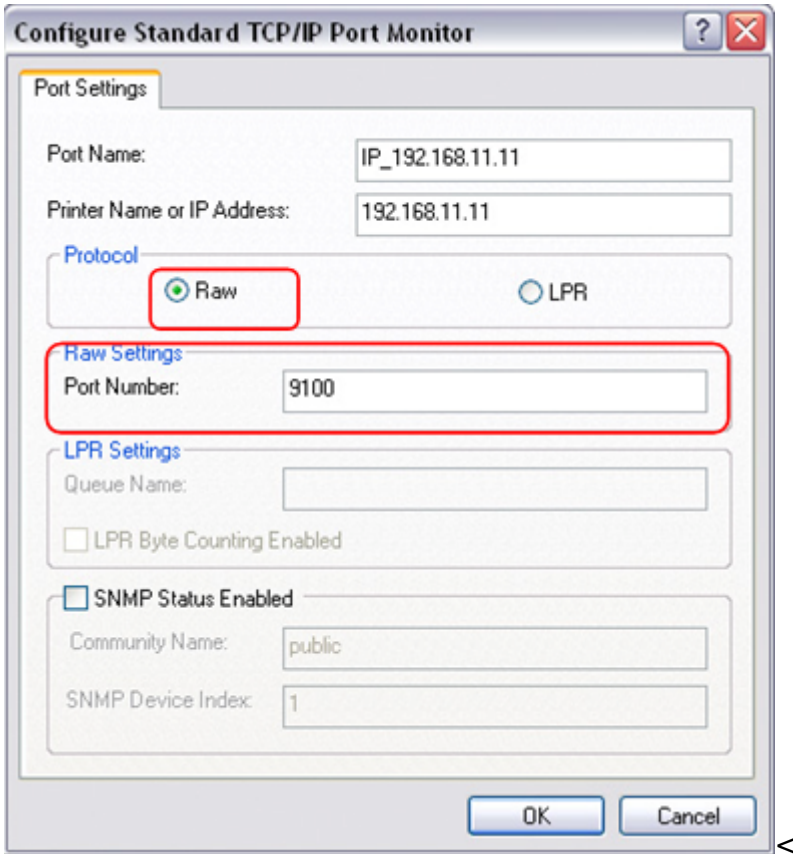 Configure Standard TCP/IP Port Monitor
Port Settings
Port Name: IP_192.168.11.11
Printer Name or IP Address: 192.168.11.11
Protocol
Raw LPR
Raw Settings
Port Number: 9100
LPR Settings
Queue Name:
LPR Byte Counting Enabled
SNMP Status Enabled
Community Name: public
SNMP Device Index: 1
OK Cancel
<